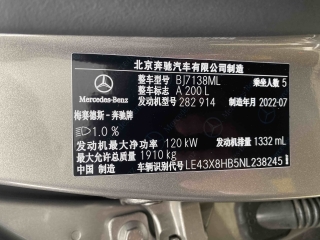 北京奔驰汽车有限公司制造
整车型号 BJ7138ML 乘坐人数 5
整车型号标志 A 200 L
Mercedes-Benz 发动机型号 282 914 制造年月 2022-07
梅赛德斯-奔驰牌
1.0 %
发动机最大净功率 120 kW 发动机排量 1332 mL
最大允许总质量 1910 kg
中国 制造 车辆识别代号 LE43X8HB5NL238245